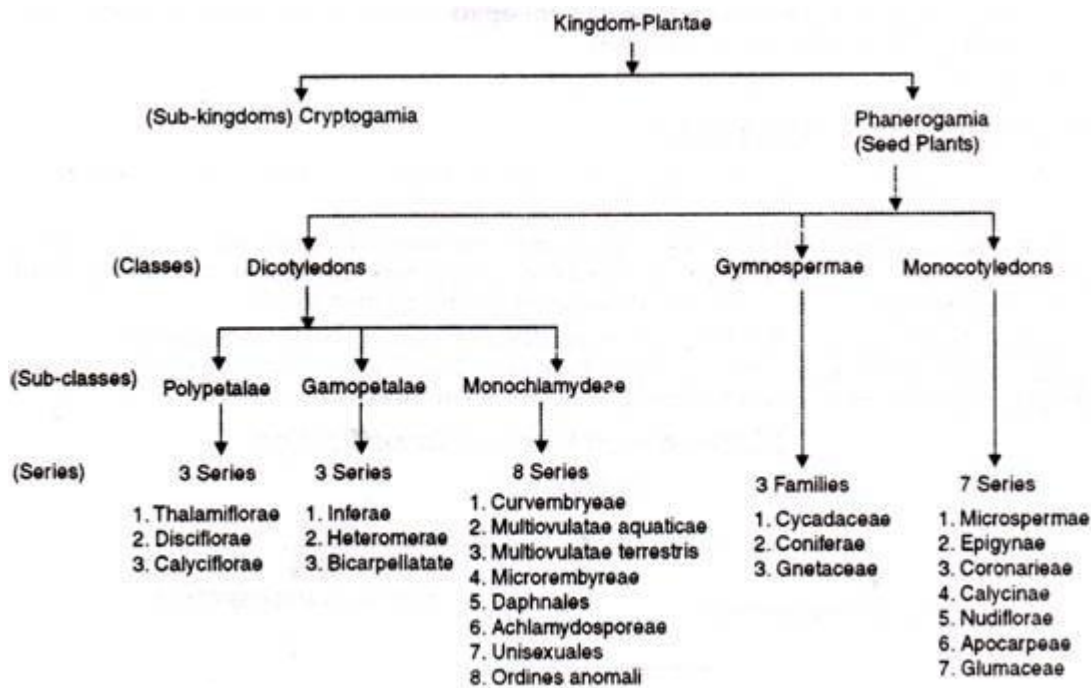 Kingdom-Plantae
(Sub-kingdoms) Cryptogamia
Phanerogamia
(Seed Plants)
(Classes) Dicotyledons Gymnospermae Monocotyledons
(Sub-classes) Polypetalae Gamopetalae Monochlamydeae
(Series)
3 Series
1. Thalamiflorae
2. Disciflorae
3. Calyciflorae
3 Series
1. Inferae
2. Heteromerae
3. Bicarpellatate
8 Series
1. Curvembryeae
2. Multiovulatae aquaticae
3. Multiovulatae terrestris
4. Microrembyreae
5. Daphnales
6. Achlamydosporeae
7. Unisexuales
8. Ordines anomali
3 Families
1. Cycadaceae
2. Coniferae
3. Gnetaceae
7 Series
1. Microspermae
2. Epigynae
3. Coronarieae
4. Calycinae
5. Nudiflorae
6. Apocarpeae
7. Glumaceae